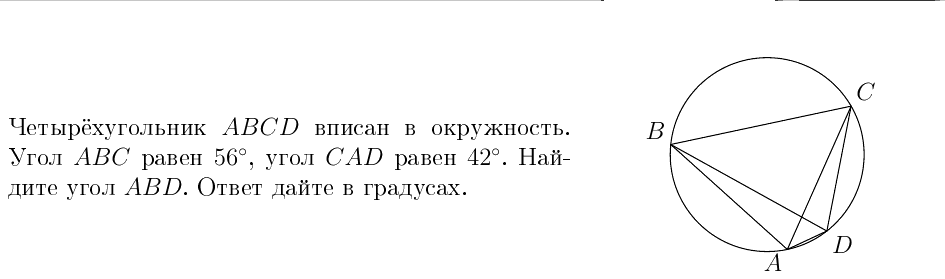 Четырёхугольник ABCD вписан в окружность.
Угол ABC равен 56°, угол CAD равен 42°. Най-
дите угол ABD. Ответ дайте в градусах.
C
B
D
A